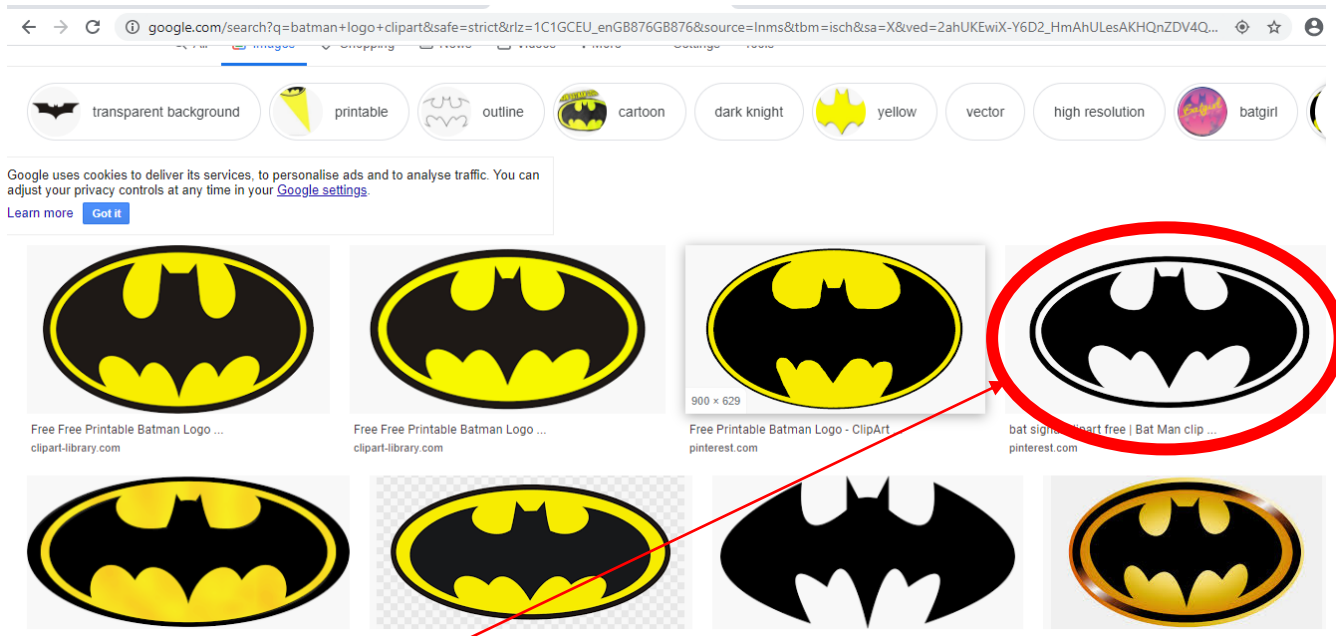 google.com/search?q=batman+logo+clipart&safe=strict&rlz=1C1GCEU_enGB876GB876&source=lnms&tbm=isch&sa=X&ved=2ahUKEwiX-Y6D2_HmAhULesAKHQnZDV4Q...
transparent background printable outline cartoon dark knight yellow vector high resolution batgirl
Google uses cookies to deliver its services, to personalise ads and to analyse traffic. You can
adjust your privacy controls at any time in your Google settings.
Learn more Got it
900 × 629
Free Free Printable Batman Logo ... Free Free Printable Batman Logo ... Free Printable Batman Logo - ClipArt bat clipart free | Bat Man clip ...
clipart-library.com clipart-library.com pinterest.com pinterest.com